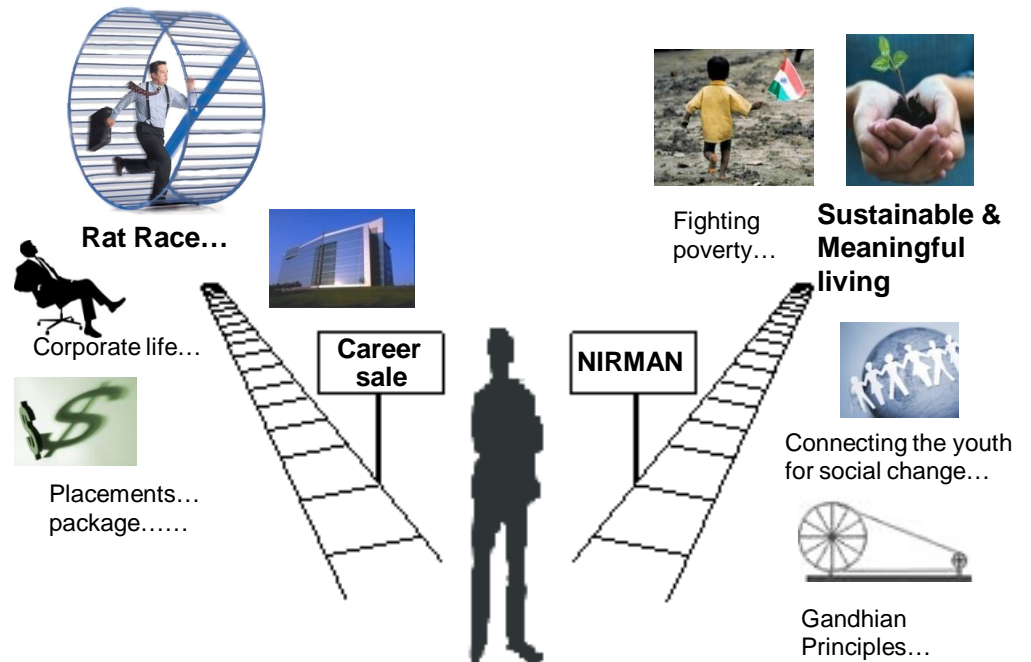 Rat Race…
Corporate life…
Placements…
package……
Career
sale
NIRMAN
Fighting
poverty…
Sustainable &
Meaningful
living
Connecting the youth
for social change…
Gandhian
Principles…